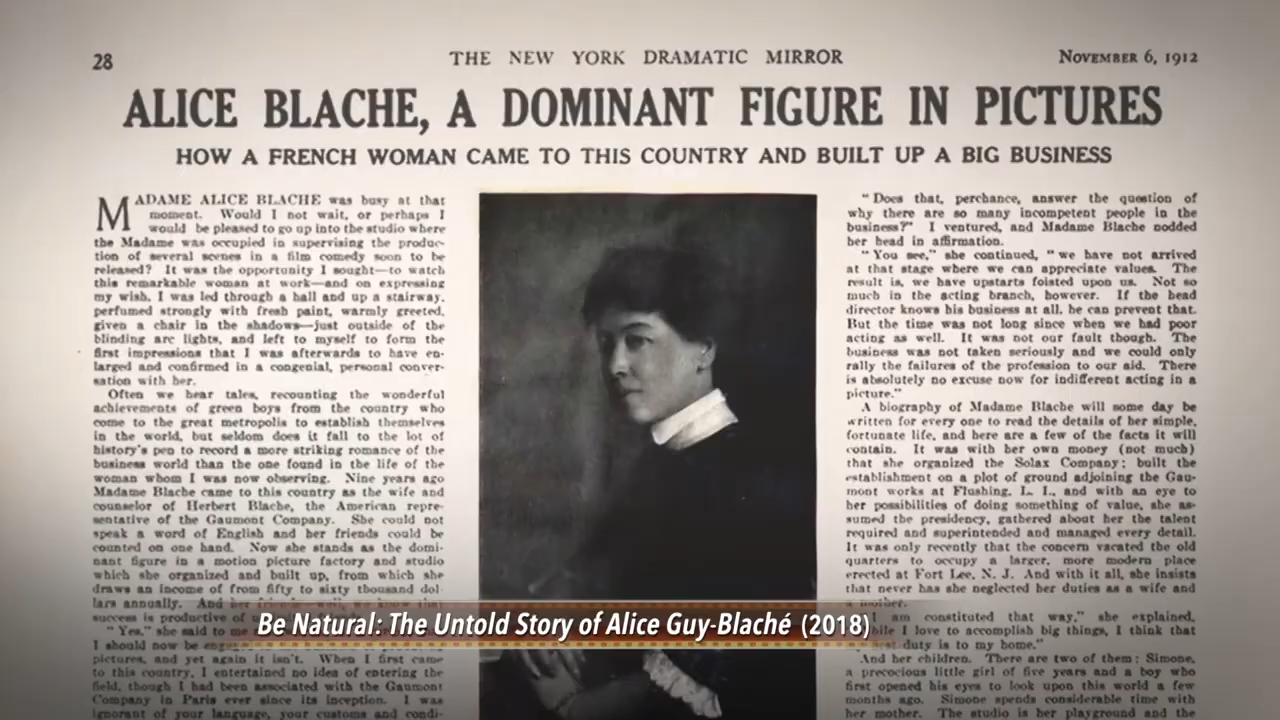 28
THE NEW YORK DRAMATIC MIRROR
NOVEMBER 6, 1912
ALICE BLACHE, A DOMINANT FIGURE IN PICTURES
HOW A FRENCH WOMAN CAME TO THIS COUNTRY AND BUILT UP A BIG BUSINESS
MADAME ALICE BLACHE was busy at that
moment. Would I not wait, or perhaps I
would be pleased to go up into the studio where
the Madame was occupied in supervising the produc-
tion of several scenes in a film comedy soon to be
released? It was the opportunity I sought—to watch
this remarkable woman at work—and on expressing
my wish, I was led through a hall and up a stairway,
perfumed strongly with fresh paint, warmly greeted,
given a chair in the shadows—just outside of the
blinding arc lights, and left to myself to form the
first impressions that I was afterwards to have en-
larged and confirmed in a congenial, personal conver-
sation with her.
Often we hear tales, recounting the wonderful
achievements of green boys from the country who
come to the great metropolis to establish themselves
in the world, but seldom does it fall to the lot of
history's pen to record a more striking romance of the
business world than the one found in the life of the
woman whom I was now observing. Nine years ago
Madame Blache came to this country as the wife and
counselor of Herbert Blache, the American repre-
sentative of the Gaumont Company. She could not
speak a word of English and her friends could be
counted on one hand. Now she stands as the domi-
nant figure in a motion picture factory and studio
which she organized and built up, from which she
draws an income of from fifty to sixty thousand dol-
lars annually. And her friends—well, we know that
success is productive of
"Yes," she said to me
I should now be
pictures, and yet again it isn't. When I first came
to this country, I entertained no idea of entering the
field, though I had been associated with the Gaumont
Company in Paris ever since its inception. I was
ignorant of your language, your customs and condi-
"Does that, perchance, answer the question of
why there are so many incompetent people in the
business?" I ventured, and Madame Blache nodded
her head in affirmation.
"You see," she continued, "we have not arrived
at that stage where we can appreciate values. The
result is, we have upstarts foisted upon us. Not so
much in the acting branch, however. If the head
director knows his business at all, he can prevent that.
But the time was not long since when we had poor
acting as well. It was not our fault though. The
business was not taken seriously and we could only
rally the failures of the profession to our aid. There
is absolutely no excuse now for indifferent acting in a
picture."
A biography of Madame Blache will some day be
written for every one to read the details of her simple,
fortunate life, and here are a few of the facts it will
contain. It was with her own money (not much)
that she organized the Solax Company; built the
establishment on a plot of ground adjoining the Gau-
mont works at Flushing, L. I., and with an eye to
her possibilities of doing something of value, she as-
sumed the presidency, gathered about her the talent
required and superintended and managed every detail.
It was only recently that the concern vacated the old
quarters to occupy a larger, more modern place
erected at Fort Lee, N. J. And with it all, she insists
that never has she neglected her duties as a wife and
a mother.
am constituted that way," she explained,
while I love to accomplish big things, I think that
duty is to my home."
And her children. There are two of them: Simone,
a precocious little girl of five years and a boy who
first opened his eyes to look upon this world a few
months ago. Simone spends considerable time with
her mother. The studio is her playground and the
Be Natural: The Untold Story of Alice Guy-Blaché (2018)